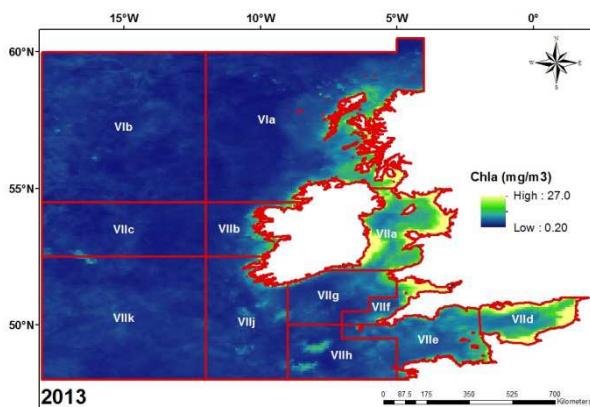 15°W 10°W 5°W 0°
60°N
N
W E
S
VIb VIa
Chla (mg/m3)
High : 27.0
Low : 0.20
55°N
VIIc VIIb VIIa
VIIk VIIj VIIg VIIf VIId
50°N
VIIe
VIIh
2013
0 87.5 175 350 525 700
Kilometers